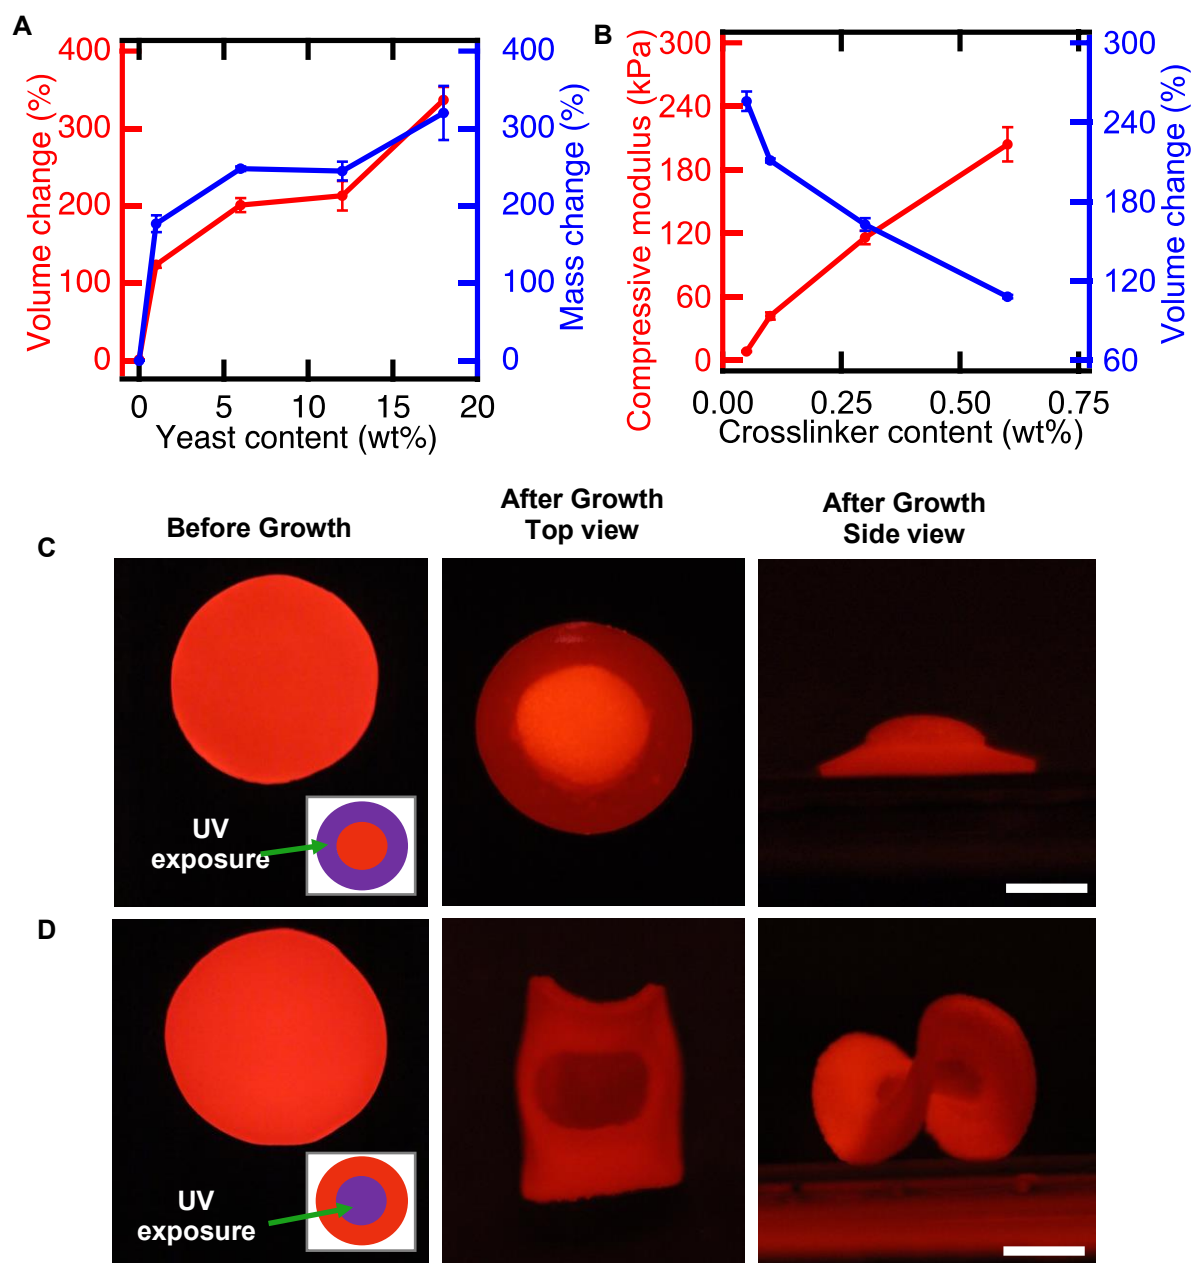 A
400
300
200
100
0
Volume change (%)
400
300
200
100
0
Mass change (%)
0
5
10
15
20
Yeast content (wt%)
B
300
240
180
120
60
0
Compressive modulus (kPa)
300
240
180
120
60
Volume change (%)
0.00
0.25
0.50
0.75
Crosslinker content (wt%)
C
Before Growth
After Growth
Top view
After Growth
Side view
UV
exposure
D
UV
exposure